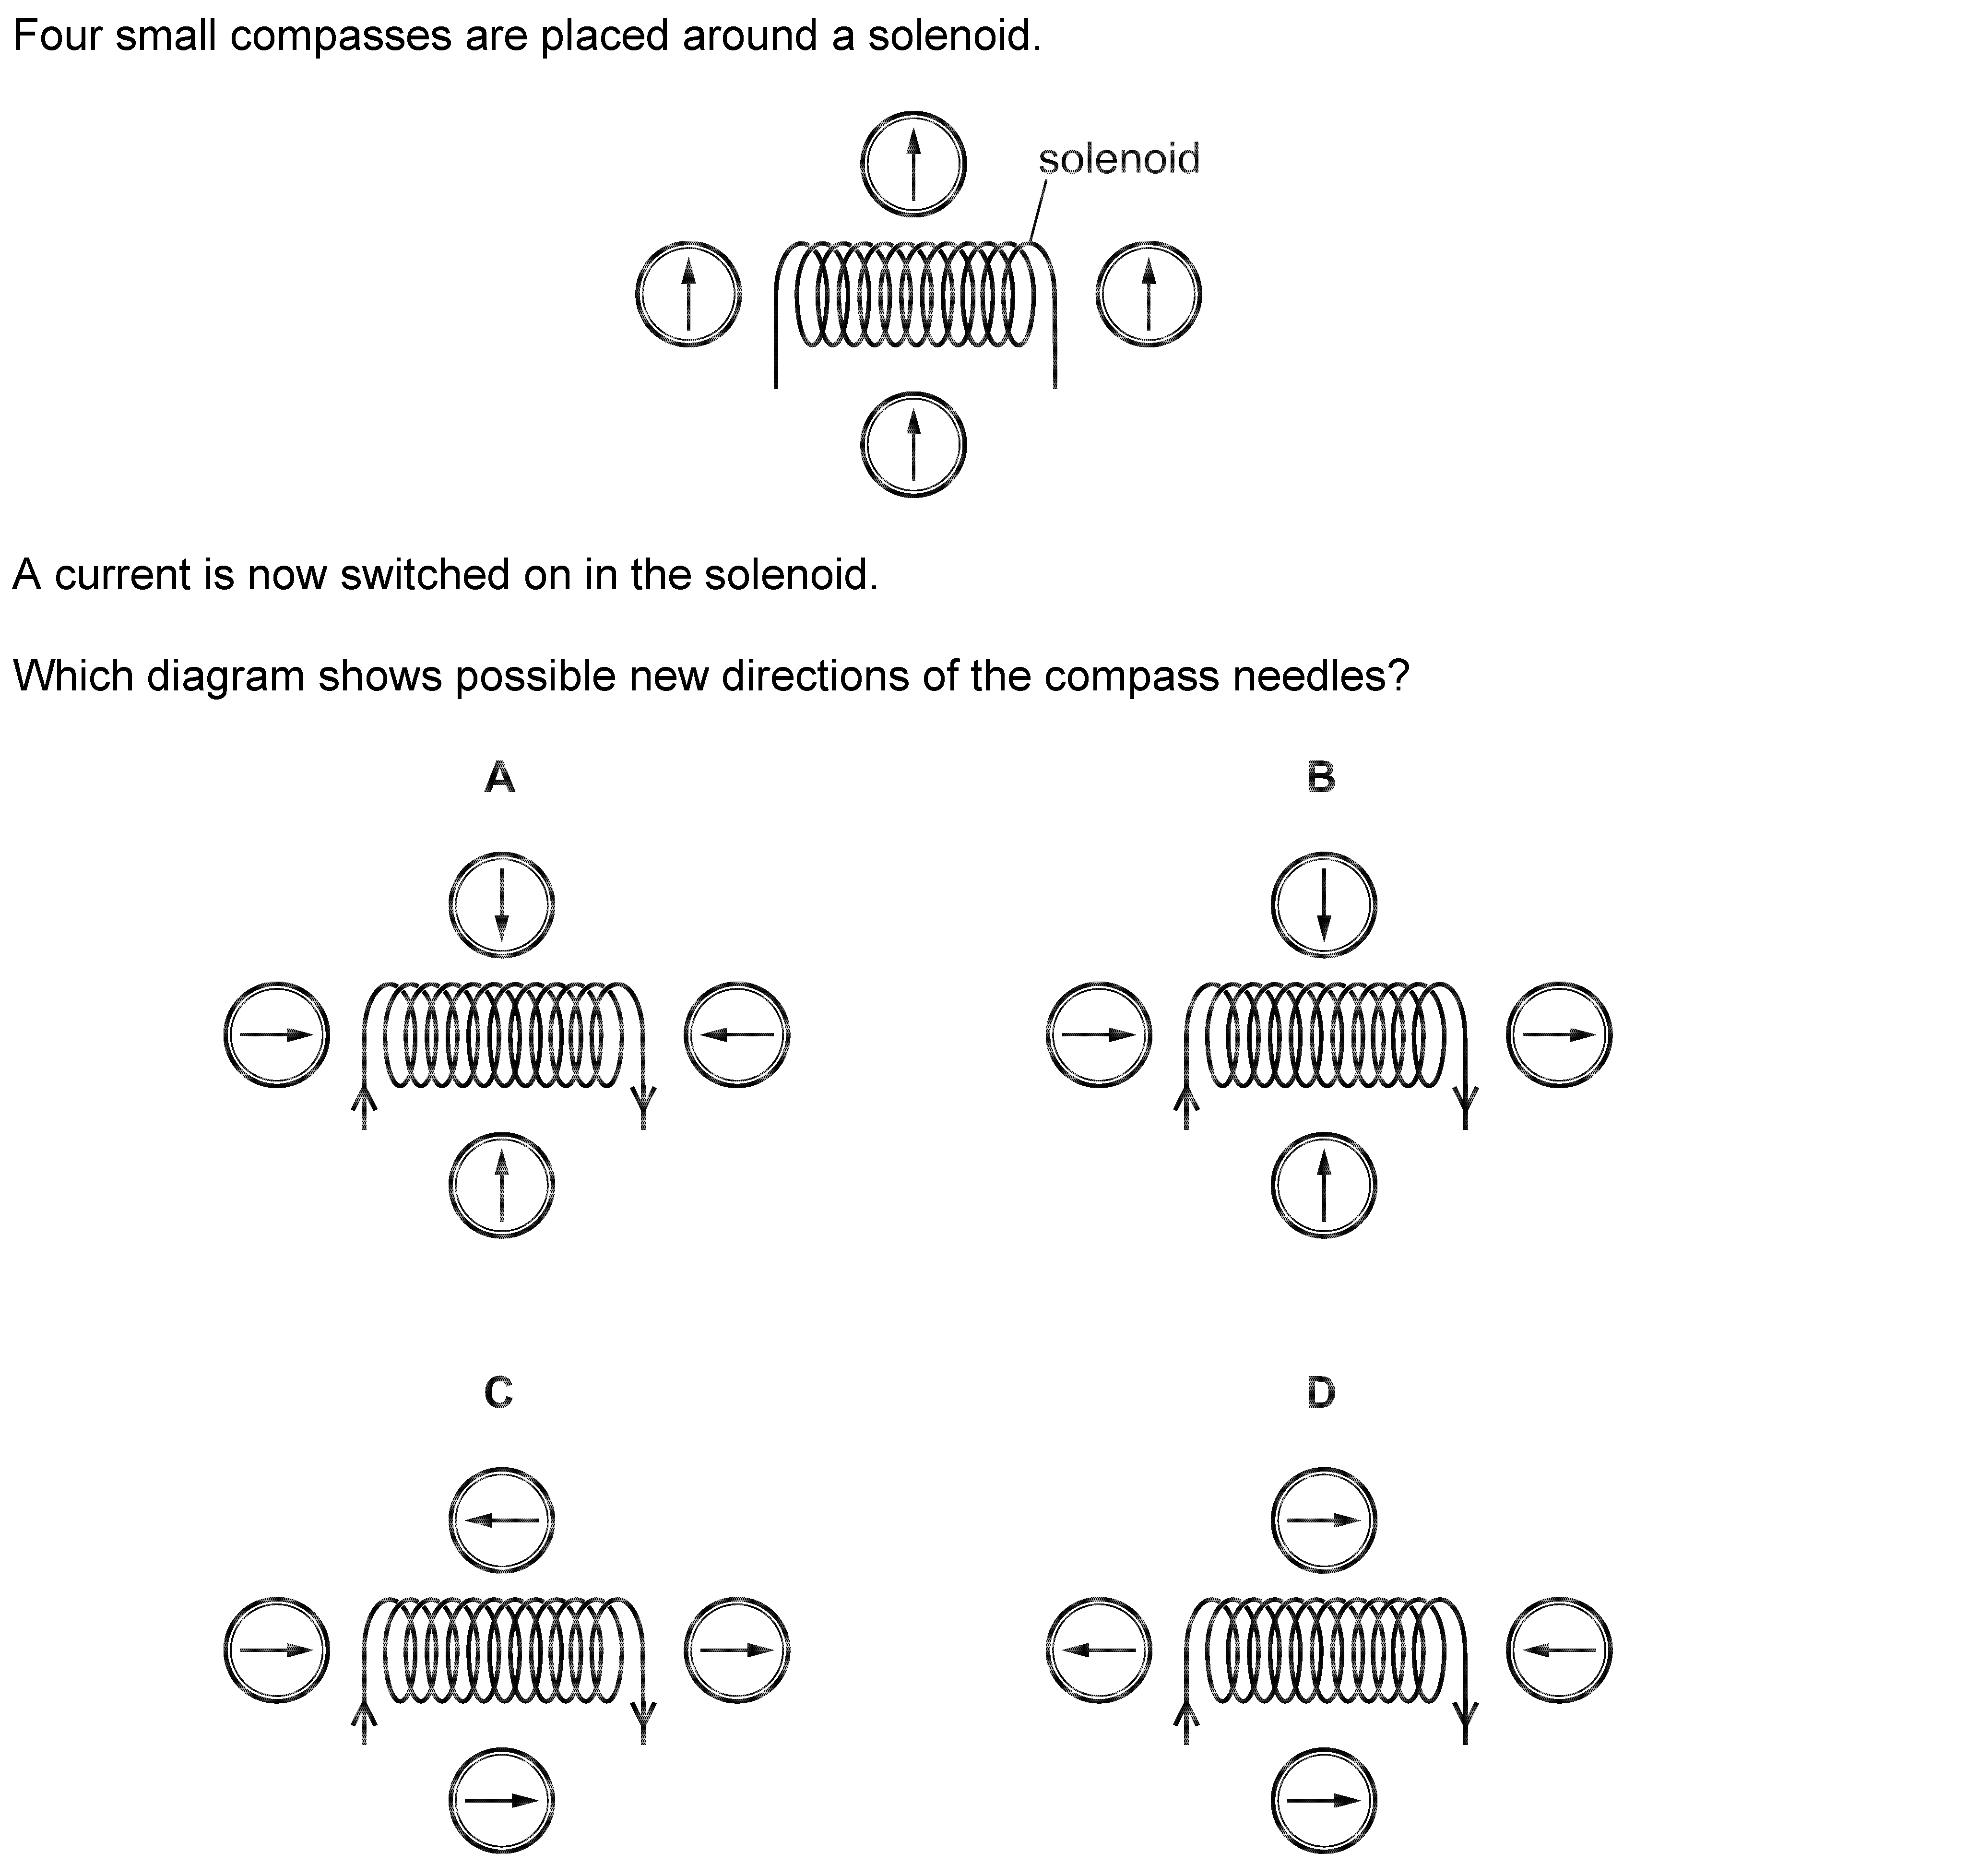 Four small compasses are placed around a solenoid.
solenoid
A current is now switched on in the solenoid.
Which diagram shows possible new directions of the compass needles?
A
B
C
D